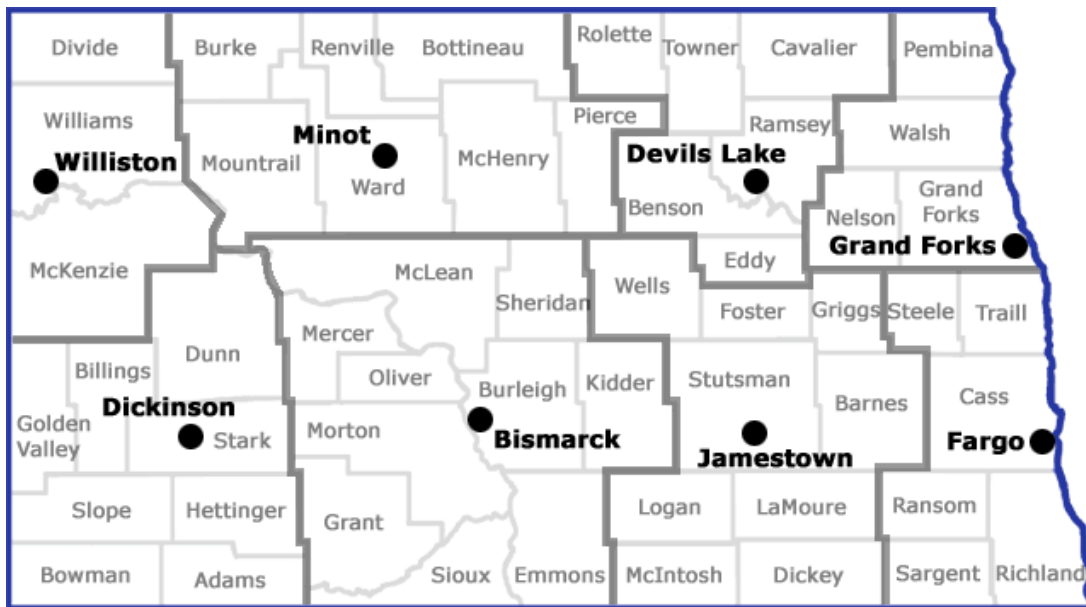 Divide
Burke
Renville
Bottineau
Rolette
Towner
Cavalier
Pembina
Williams
Williston
Mountrail
Minot
Ward
McHenry
Pierce
Ramsey
Devils Lake
Benson
Walsh
Nelson
Grand
Forks
Grand Forks
McKenzie
McLean
Sheridan
Wells
Eddy
Foster
Griggs
Steele
Traill
Mercer
Dunn
Oliver
Billings
Dickinson
Golden
Valley
Stark
Morton
Burleigh
Bismarck
Kidder
Stutsman
Jamestown
Barnes
Cass
Fargo
Slope
Hettinger
Grant
Logan
LaMoure
Ransom
Bowman
Adams
Sioux
Emmons
McIntosh
Dickey
Sargent
Richland